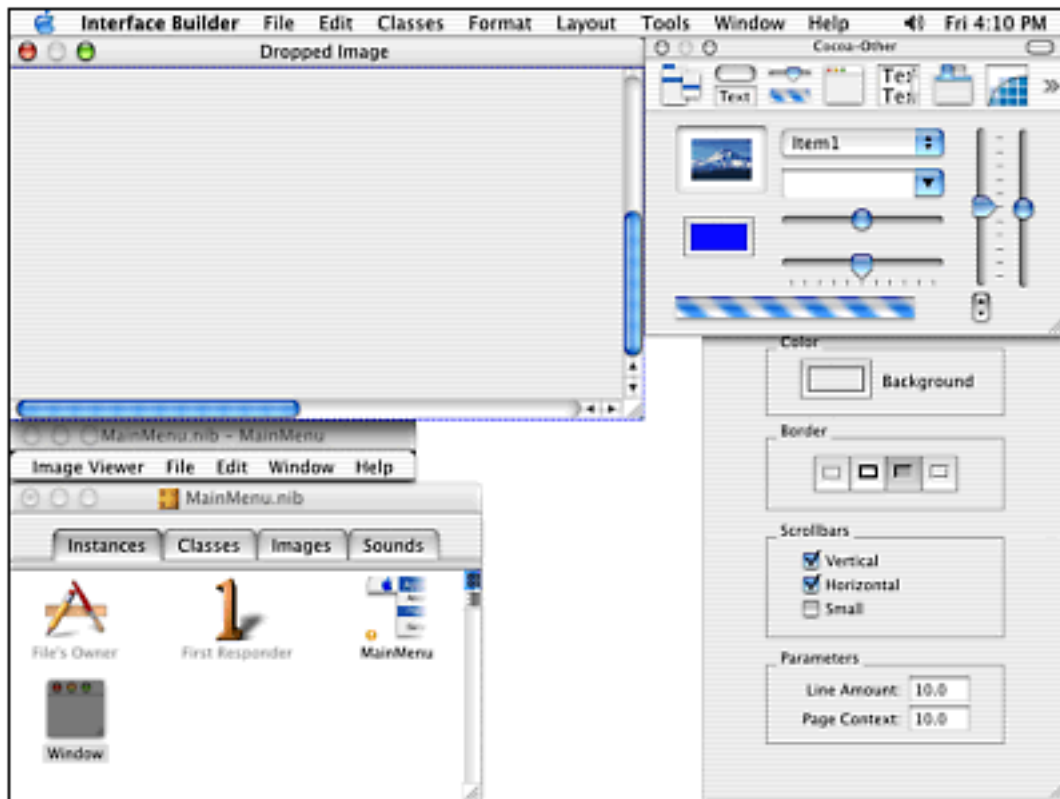 Interface Builder File Edit Classes Format Layout Tools Window Help Fri 4:10 PM
Dropped Image
Cocoa-Other
Text
Item1
Color
Background
Border
Scrollbars
Vertical
Horizontal
Small
Parameters
Line Amount: 10.0
Page Context: 10.0
MainMenu.nib - MainMenu
Image Viewer File Edit Window Help
MainMenu.nib
Instances Classes Images Sounds
File's Owner First Responder MainMenu
Window